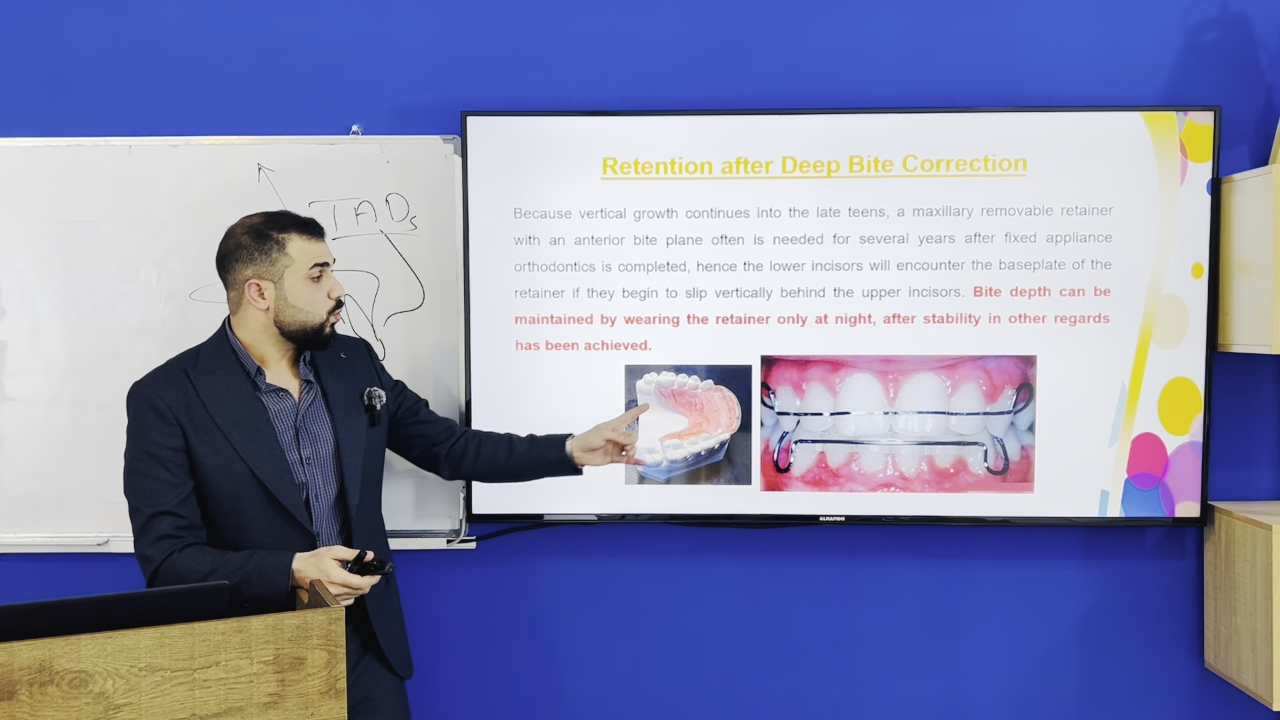 TADs
Retention after Deep Bite Correction
Because vertical growth continues into the late teens, a maxillary removable retainer
with an anterior bite plane often is needed for several years after fixed appliance
orthodontics is completed, hence the lower incisors will encounter the baseplate of the
retainer if they begin to slip vertically behind the upper incisors. Bite depth can be
maintained by wearing the retainer only at night, after stability in other regards
has been achieved.